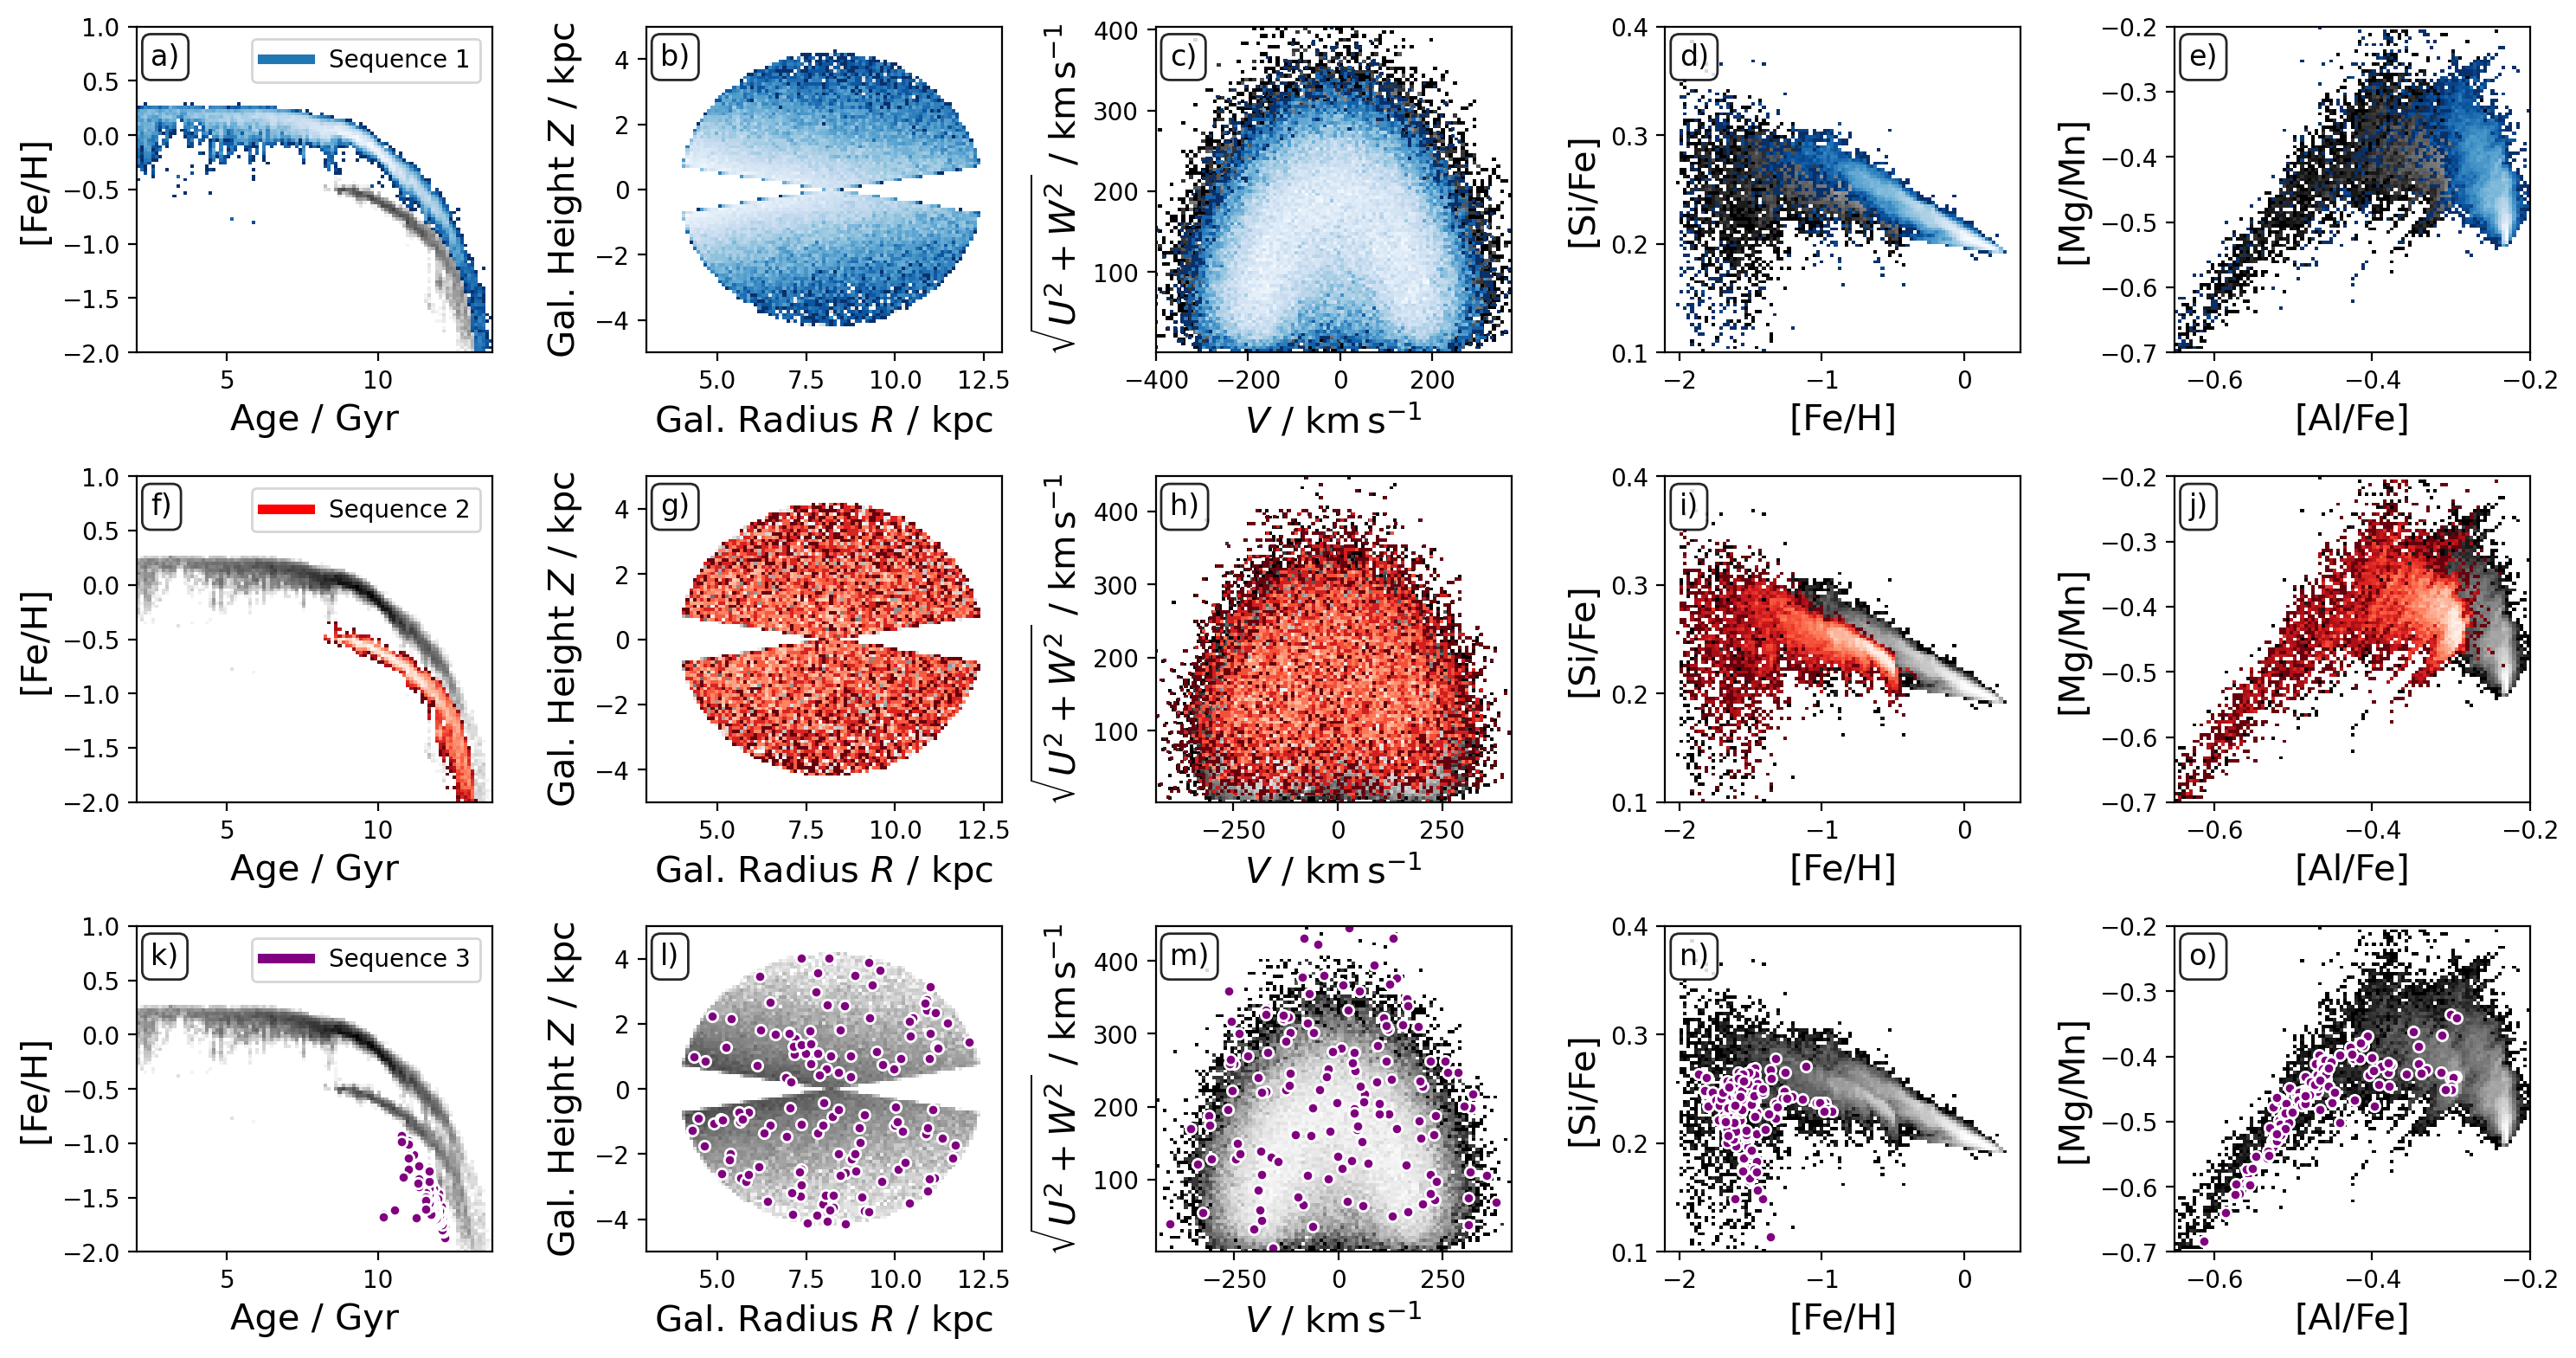 a) Sequence 1
[Fe/H]
1.0
0.5
0.0
−0.5
−1.0
−1.5
−2.0
5 10
Age / Gyr
b)
Gal. Height Z / kpc
4
2
0
−2
−4
5.0 7.5 10.0 12.5
Gal. Radius R / kpc
c)
√U² + W² / km s⁻¹
400
300
200
100
−400 −200 0 200
V / km s⁻¹
d)
[Si/Fe]
0.4
0.3
0.2
0.1
−2 −1 0
[Fe/H]
e)
[Mg/Mn]
−0.2
−0.3
−0.4
−0.5
−0.6
−0.7
−0.6 −0.4 −0.2
[Al/Fe]
f) Sequence 2
[Fe/H]
1.0
0.5
0.0
−0.5
−1.0
−1.5
−2.0
5 10
Age / Gyr
g)
Gal. Height Z / kpc
4
2
0
−2
−4
5.0 7.5 10.0 12.5
Gal. Radius R / kpc
h)
√U² + W² / km s⁻¹
400
300
200
100
−250 0 250
V / km s⁻¹
i)
[Si/Fe]
0.4
0.3
0.2
0.1
−2 −1 0
[Fe/H]
j)
[Mg/Mn]
−0.2
−0.3
−0.4
−0.5
−0.6
−0.7
−0.6 −0.4 −0.2
[Al/Fe]
k) Sequence 3
[Fe/H]
1.0
0.5
0.0
−0.5
−1.0
−1.5
−2.0
5 10
Age / Gyr
l)
Gal. Height Z / kpc
4
2
0
−2
−4
5.0 7.5 10.0 12.5
Gal. Radius R / kpc
m)
√U² + W² / km s⁻¹
400
300
200
100
−250 0 250
V / km s⁻¹
n)
[Si/Fe]
0.4
0.3
0.2
0.1
−2 −1 0
[Fe/H]
o)
[Mg/Mn]
−0.2
−0.3
−0.4
−0.5
−0.6
−0.7
−0.6 −0.4 −0.2
[Al/Fe]